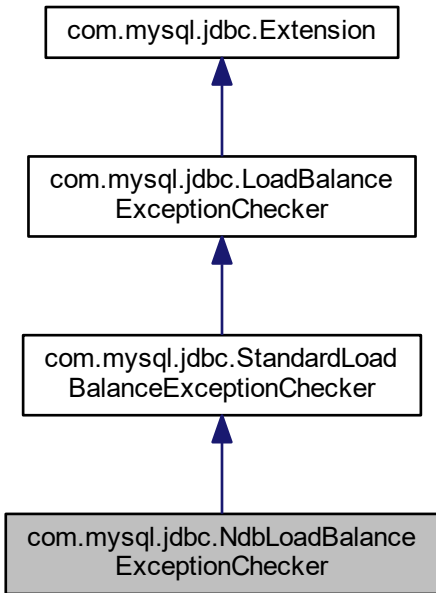 com.mysql.jdbc.Extension
com.mysql.jdbc.LoadBalance
ExceptionChecker
com.mysql.jdbc.StandardLoad
BalanceExceptionChecker
com.mysql.jdbc.NdbLoadBalance
ExceptionChecker